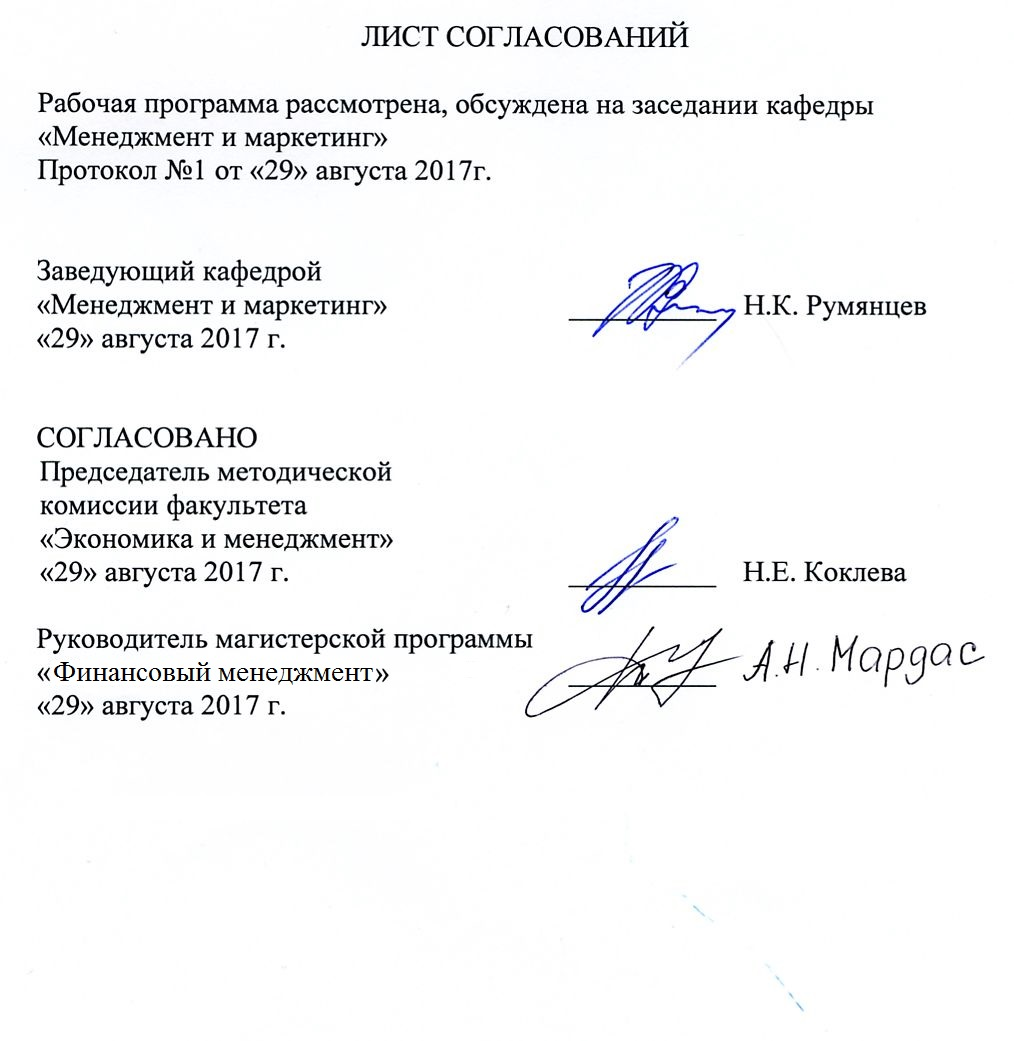 ЛИСТ СОГЛАСОВАНИЙ
Рабочая программа рассмотрена, обсуждена на заседании кафедры
«Менеджмент и маркетинг»
Протокол №1 от «29» августа 2017г.
Заведующий кафедрой
«Менеджмент и маркетинг» Н.К. Румянцев
«29» августа 2017 г.
СОГЛАСОВАНО
Председатель методической
комиссии факультета
«Экономика и менеджмент»
«29» августа 2017 г. Н.Е. Коклева
Руководитель магистерской программы
«Финансовый менеджмент» А.Н. Мардас
«29» августа 2017 г.